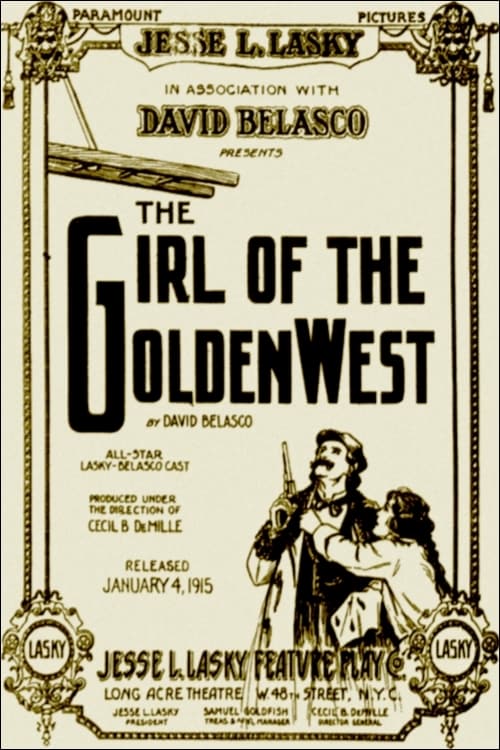 PARAMOUNT PICTURES
JESSE L. LASKY
IN ASSOCIATION WITH
DAVID BELASCO
PRESENTS
THE
GIRL OF THE
GOLDEN WEST
BY DAVID BELASCO
ALL-STAR
LASKY-BELASCO CAST
PRODUCED UNDER
THE DIRECTION OF
CECIL B DEMILLE
RELEASED
JANUARY 4, 1915
LASKY LASKY
JESSE L. LASKY FEATURE PLAY CO.
LONG ACRE THEATRE W. 48TH STREET, N.Y.C.
JESSE L. LASKY SAMUEL GOLDFISH CECIL B. DEMILLE
PRESIDENT TREAS & GEN'L MANAGER DIRECTOR GENERAL